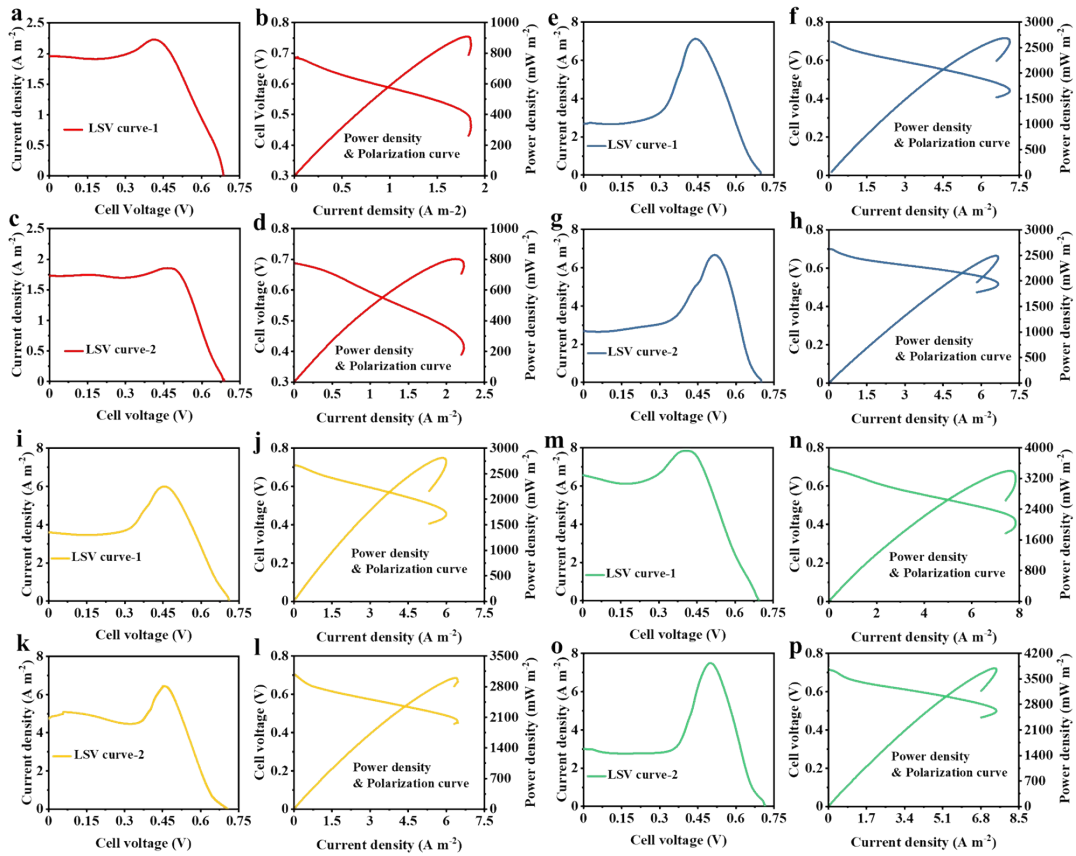 a
2.5
2
1.5
1
0.5
0
0
0.15
0.3
0.45
0.6
0.75
Current density (A m-2)
Cell Voltage (V)
LSV curve-1
b
0.8
0.7
0.6
0.5
0.4
0.3
0
0.5
1
1.5
2
1000
800
600
400
200
0
Cell Voltage (V)
Power density (mW m-2)
Current demsity (A m-2)
Power density
& Polarization curve
e
8
6
4
2
0
0
0.15
0.3
0.45
0.6
0.75
Current density (A m-2)
Cell voltage (V)
LSV curve-1
f
0.8
0.6
0.4
0.2
0
0
1.5
3
4.5
6
7.5
3000
2500
2000
1500
1000
500
0
Cell voltage (V)
Power density (mW m-2)
Current density (A m-2)
Power density
& Polarization curve
c
2.5
2
1.5
1
0.5
0
0
0.15
0.3
0.45
0.6
0.75
Current density (A m-2)
Cell voltage (V)
LSV curve-2
d
0.8
0.7
0.6
0.5
0.4
0.3
0
0.5
1
1.5
2
2.5
1000
800
600
400
200
0
Cell voltage (V)
Power density (mW m-2)
Current density (A m-2)
Power density
& Polarization curve
g
8
6
4
2
0
0
0.15
0.3
0.45
0.6
0.75
Current density (A m-2)
Cell voltage (V)
LSV curve-2
h
0.8
0.6
0.4
0.2
0
0
1.5
3
4.5
6
7.5
3000
2500
2000
1500
1000
500
0
Cell voltage (V)
Power density (mW m-2)
Current density (A m-2)
Power density
& Polarization curve
i
8
6
4
2
0
0
0.15
0.3
0.45
0.6
0.75
Current density (A m-2)
Cell voltage (V)
LSV curve-1
j
0.8
0.6
0.4
0.2
0
0
1.5
3
4.5
6
7.5
3000
2500
2000
1500
1000
500
0
Cell voltage (V)
Power density (mW m-2)
Current density (A m-2)
Power density
& Polarization curve
m
8
6
4
2
0
0
0.15
0.3
0.45
0.6
0.75
Current density (A m-2)
Cell voltage (V)
LSV curve-1
n
0.8
0.6
0.4
0.2
0
0
2
4
6
8
4000
3200
2400
1600
800
0
Cell voltage (V)
Power density (mW m-2)
Current density (A m-2)
Power density
& Polarization curve
k
8
6
4
2
0
0
0.15
0.3
0.45
0.6
0.75
Current density (A m-2)
Cell voltage (V)
LSV curve-2
l
0.8
0.6
0.4
0.2
0
0
1.5
3
4.5
6
7.5
3500
2800
2100
1400
700
0
Cell voltage (V)
Power density (mW m-2)
Current density (A m-2)
Power density
& Polarization curve
o
8
6
4
2
0
0
0.15
0.3
0.45
0.6
0.75
Current density (A m-2)
Cell voltage (V)
LSV curve-2
p
0.8
0.6
0.4
0.2
0
0
1.7
3.4
5.1
6.8
8.5
4200
3500
2800
2100
1400
700
0
Cell voltage (V)
Power density (mW m-2)
Current density (A m-2)
Power density
& Polarization curve